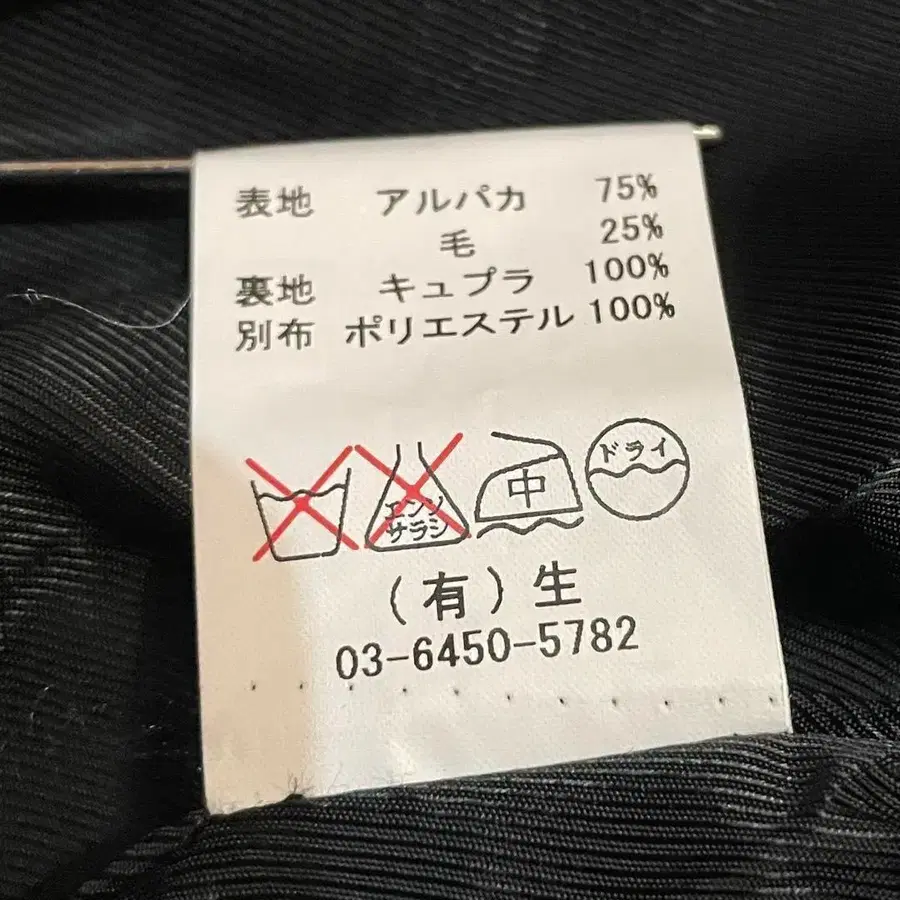 表地 アルパカ 75%
毛 25%
裏地 キュプラ 100%
別布 ポリエステル 100%
エンソ
サラシ
中
ドライ
(有)生
03-6450-5782